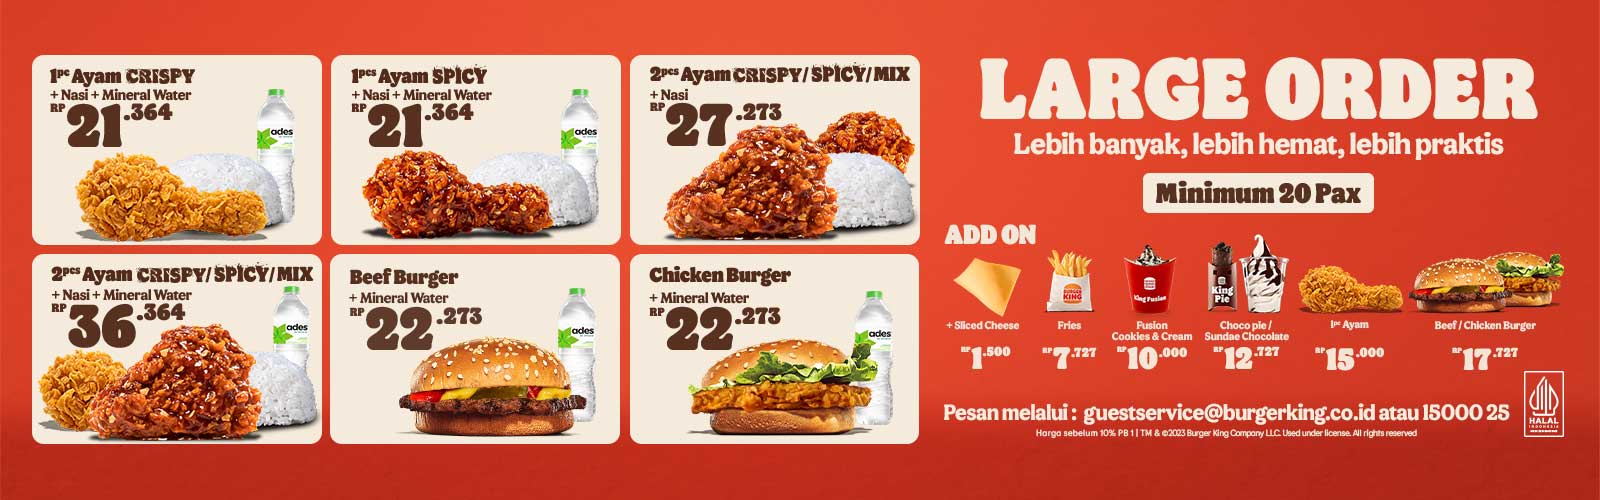 1pc Ayam CRISPY
+ Nasi + Mineral Water
RP 21.364
ades
1pcs Ayam SPICY
+ Nasi + Mineral Water
RP 21.364
ades
2pcs Ayam CRISPY/ SPICY/ MIX
+ Nasi
RP 27.273
2pcs Ayam CRISPY/ SPICY/ MIX
+ Nasi + Mineral Water
RP 36.364
ades
Beef Burger
+ Mineral Water
RP 22.273
ades
Chicken Burger
+ Mineral Water
RP 22.273
ades
LARGE ORDER
Lebih banyak, lebih hemat, lebih praktis
Minimum 20 Pax
ADD ON
BURGER KING
King Fusion
King Pie
+ Sliced Cheese
RP 1.500
Fries
RP 7.727
Fusion
Cookies & Cream
RP 10.000
Choco pie /
Sundae Chocolate
RP 12.727
1pc Ayam
RP 15.000
Beef / Chicken Burger
RP 17.727
Pesan melalui : guestservice@burgerking.co.id atau 15000 25
Harga sebelum 10% PB 1 | TM & ©2023 Burger King Company LLC. Used under license. All rights reserved
HALAL
INDONESIA